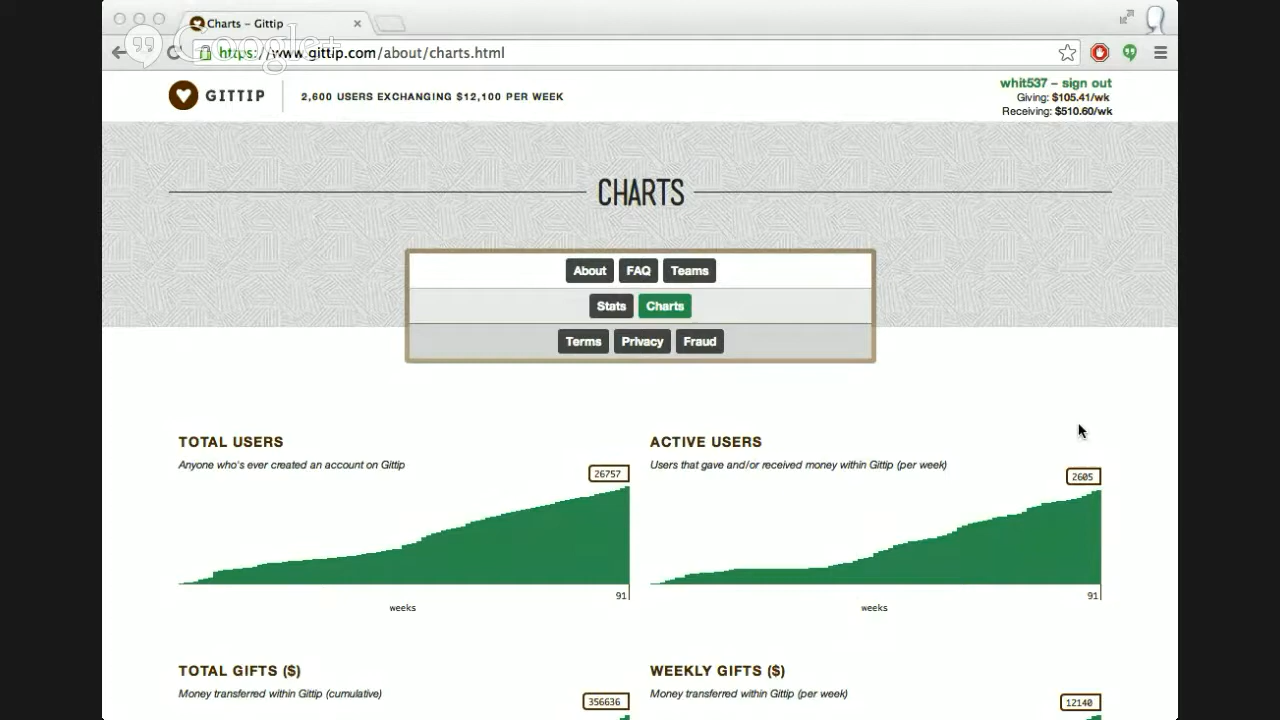 Charts – Gittip
Google+
https://www.gittip.com/about/charts.html
GITTIP
2,600 USERS EXCHANGING $12,100 PER WEEK
whit537 – sign out
Giving: $105.41/wk
Receiving: $510.60/wk
CHARTS
About FAQ Teams
Stats Charts
Terms Privacy Fraud
TOTAL USERS
Anyone who's ever created an account on Gittip
26757
91
weeks
ACTIVE USERS
Users that gave and/or received money within Gittip (per week)
2605
91
weeks
TOTAL GIFTS ($)
Money transferred within Gittip (cumulative)
356636
WEEKLY GIFTS ($)
Money transferred within Gittip (per week)
12140